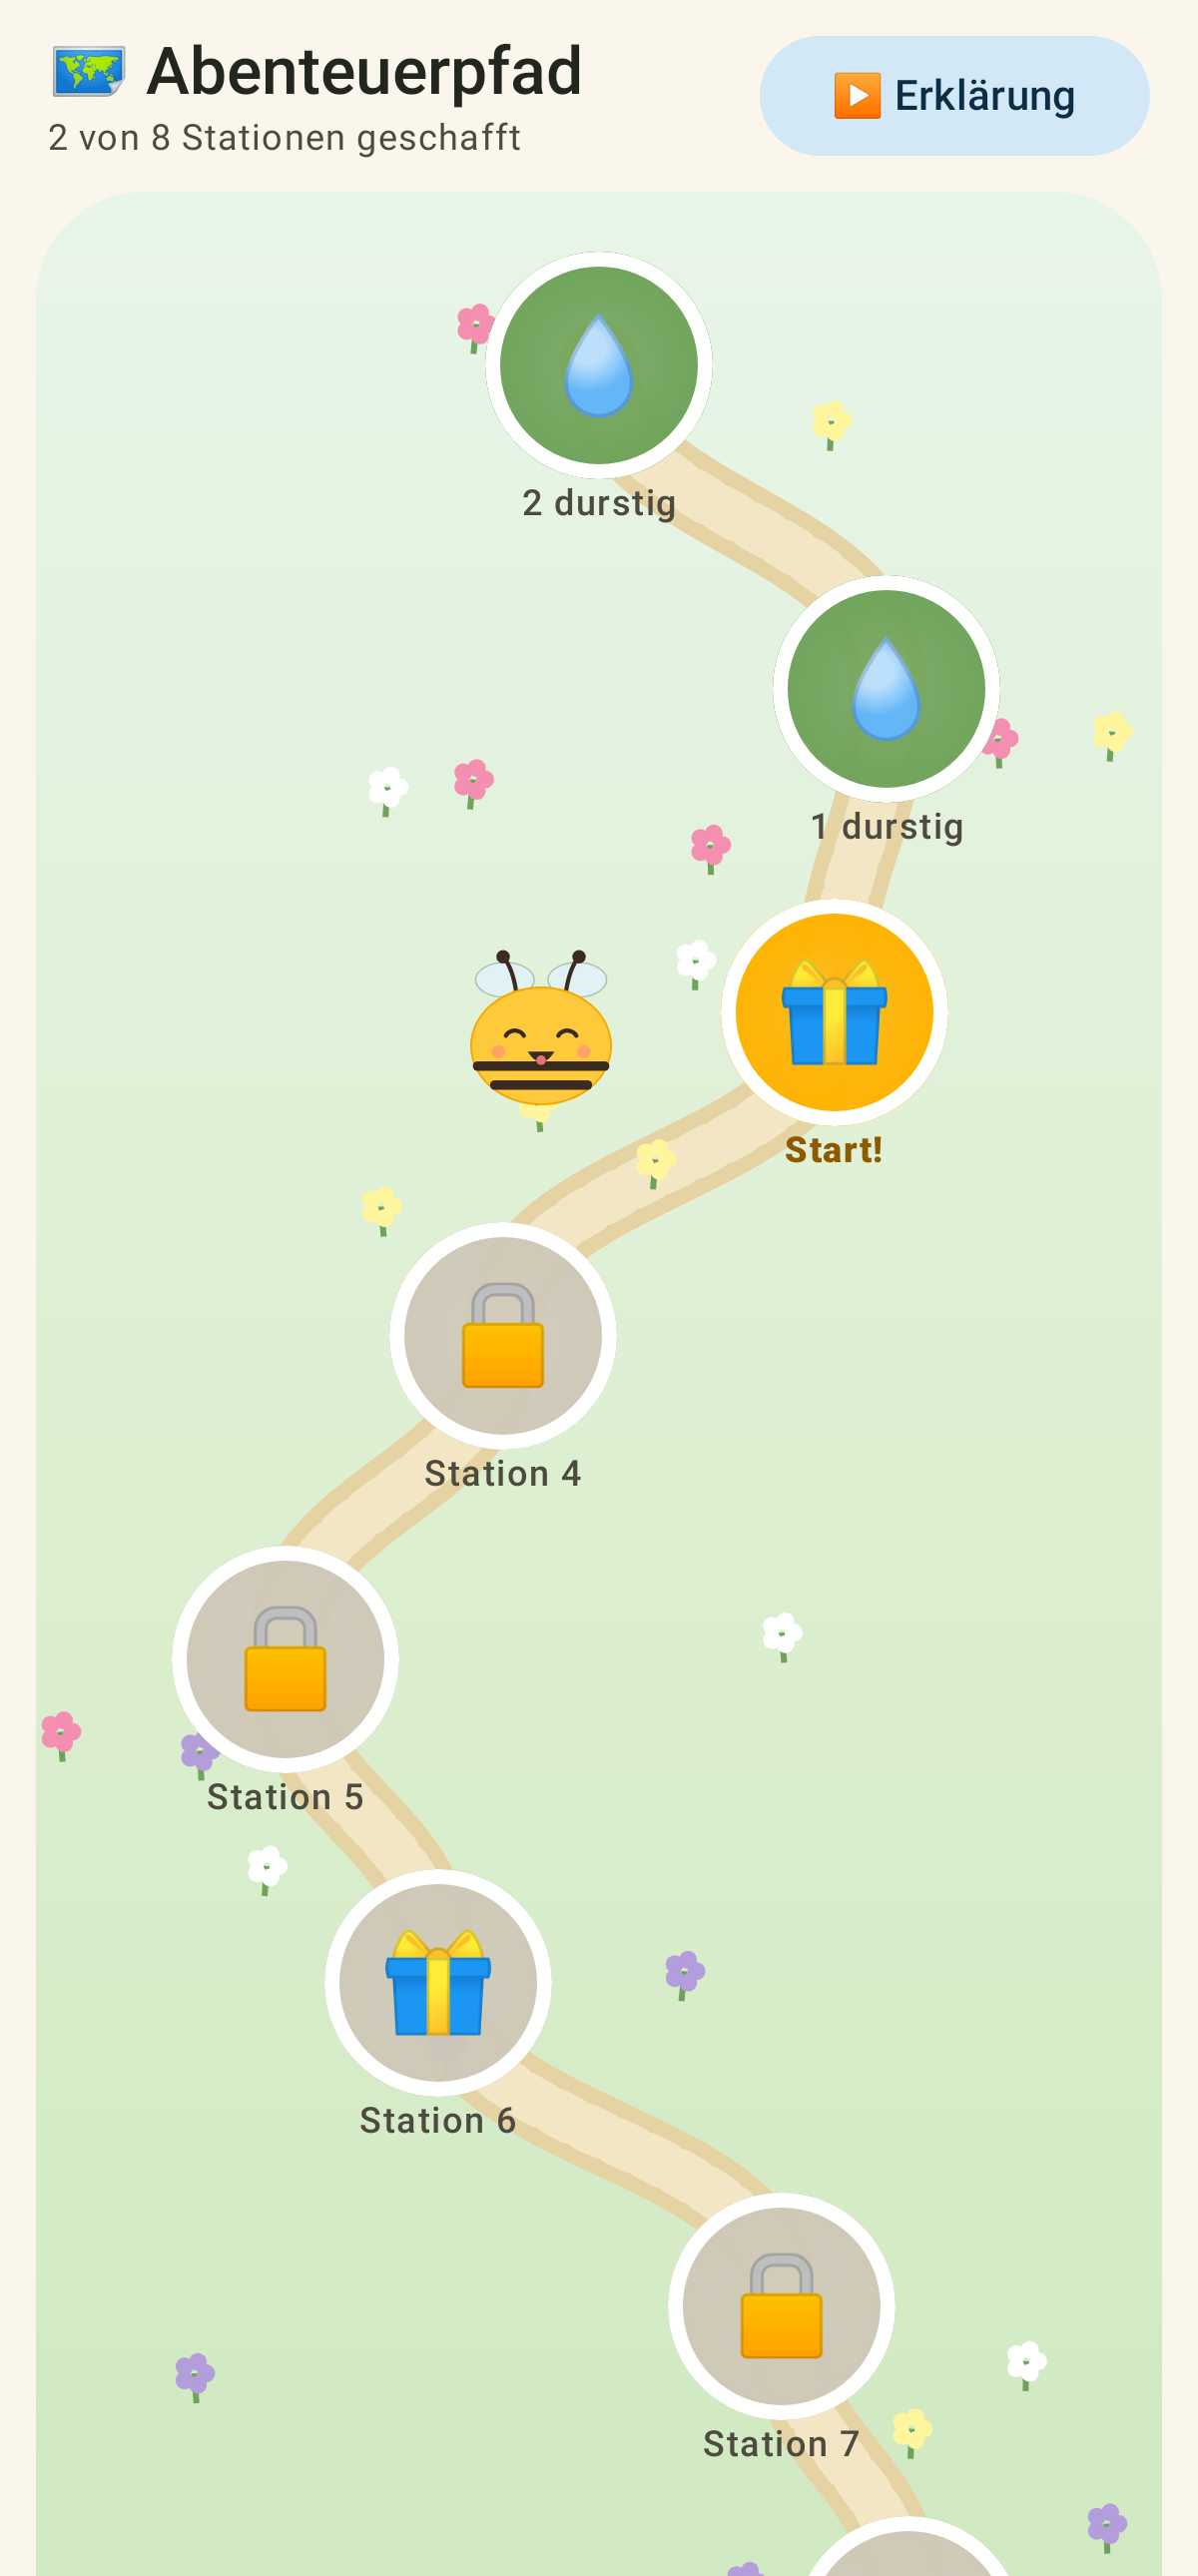 Abenteuerpfad
2 von 8 Stationen geschafft
Erklärung
2 durstig
1 durstig
Start!
Station 4
Station 5
Station 6
Station 7